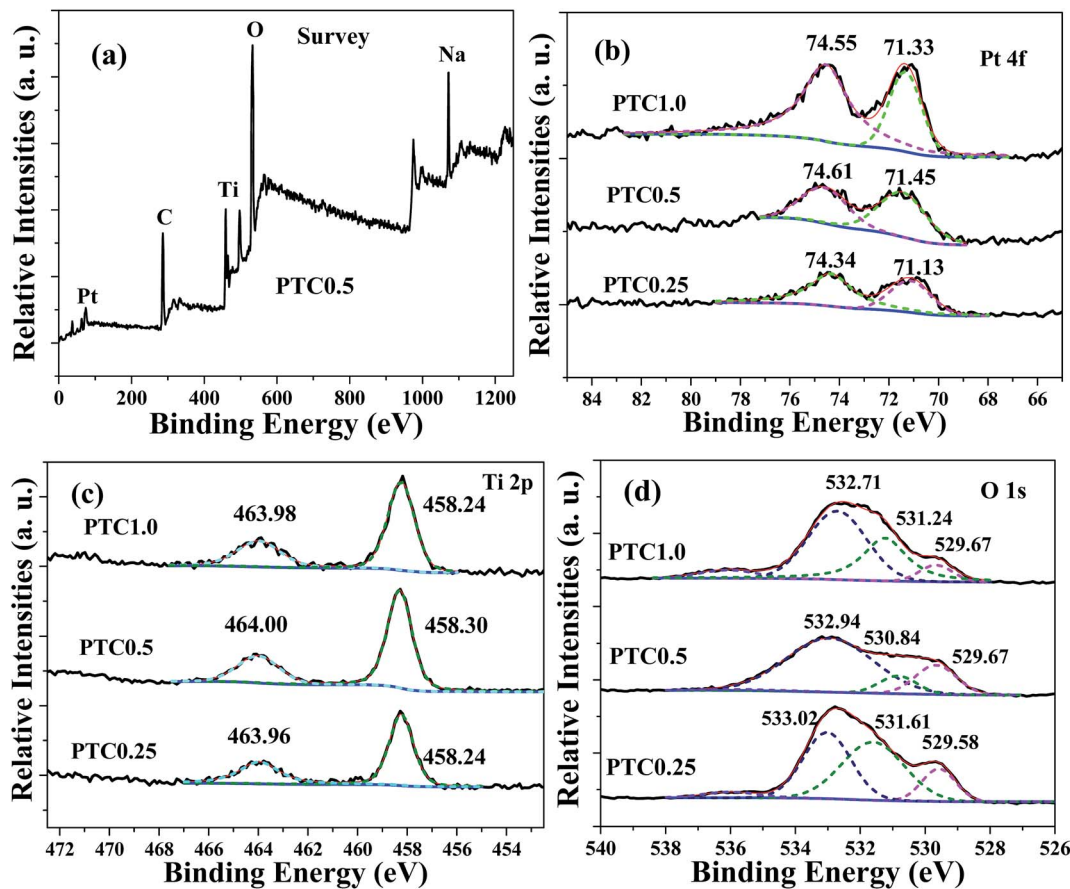 (a)
Survey
O
Na
Ti
C
Pt
PTC0.5
Relative Intensities (a. u.)
0 200 400 600 800 1000 1200
Binding Energy (eV)
(b)
Pt 4f
74.55 71.33
PTC1.0
74.61 71.45
PTC0.5
74.34 71.13
PTC0.25
Relative Intensities (a. u.)
84 82 80 78 76 74 72 70 68 66
Binding Energy (eV)
(c)
Ti 2p
PTC1.0
463.98
458.24
PTC0.5
464.00
458.30
PTC0.25
463.96
458.24
Relative Intensities (a. u.)
472 470 468 466 464 462 460 458 456 454
Binding Energy (eV)
(d)
O 1s
532.71
531.24
529.67
PTC1.0
532.94
530.84
529.67
PTC0.5
533.02
531.61
529.58
PTC0.25
Relative Intensities (a. u.)
540 538 536 534 532 530 528 526
Binding Energy (eV)